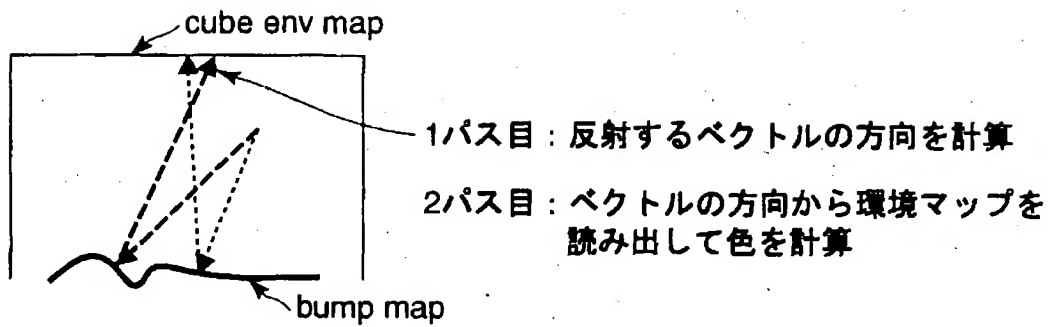 cube env map
1パス目：反射するベクトルの方向を計算
2パス目：ベクトルの方向から環境マップを
読み出して色を計算
bump map